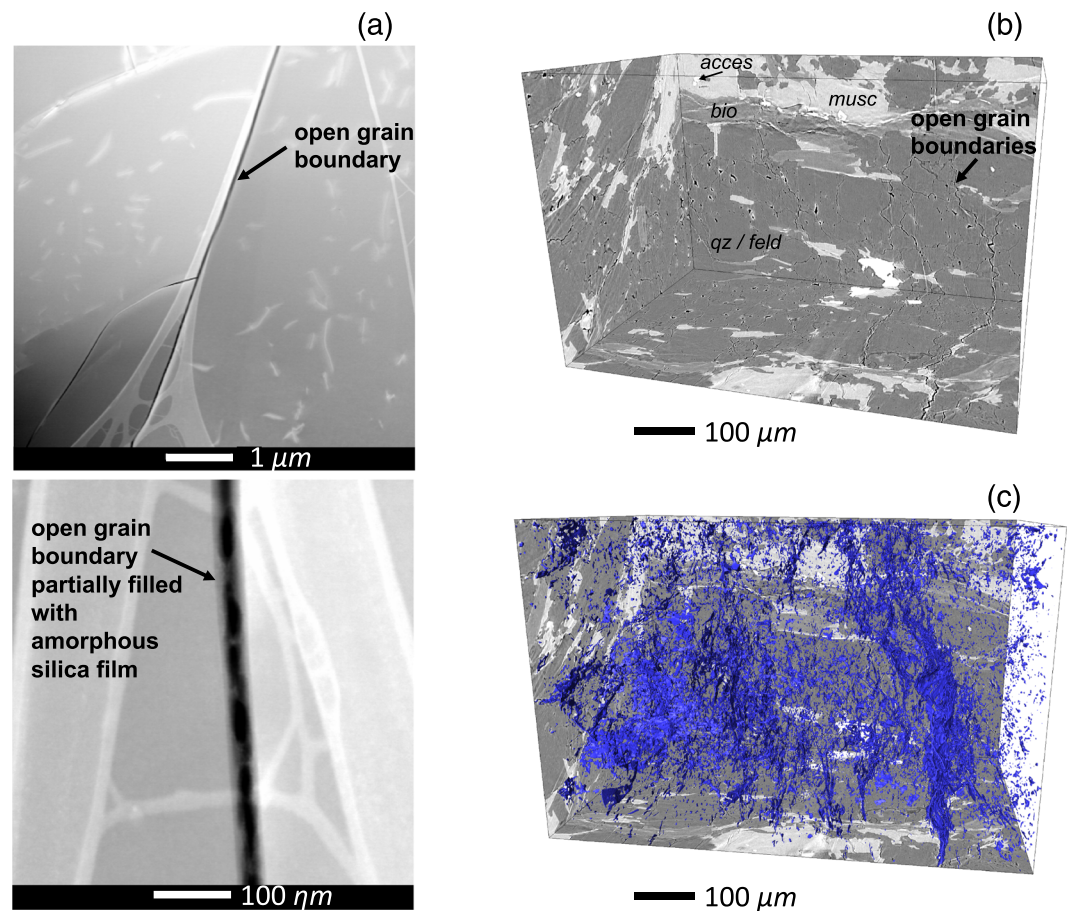 (a)
open grain
boundary
1 μm
open grain
boundary
partially filled
with
amorphous
silica film
100 ηm
(b)
acces
bio
musc
open grain
boundaries
qz / feld
100 μm
(c)
100 μm